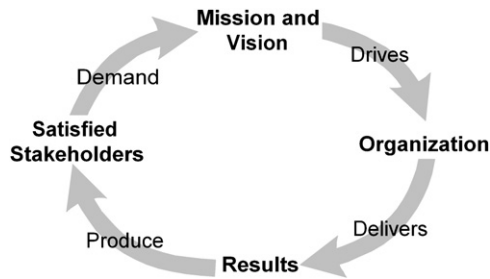 Mission and
Vision
Drives
Organization
Delivers
Results
Produce
Satisfied
Stakeholders
Demand